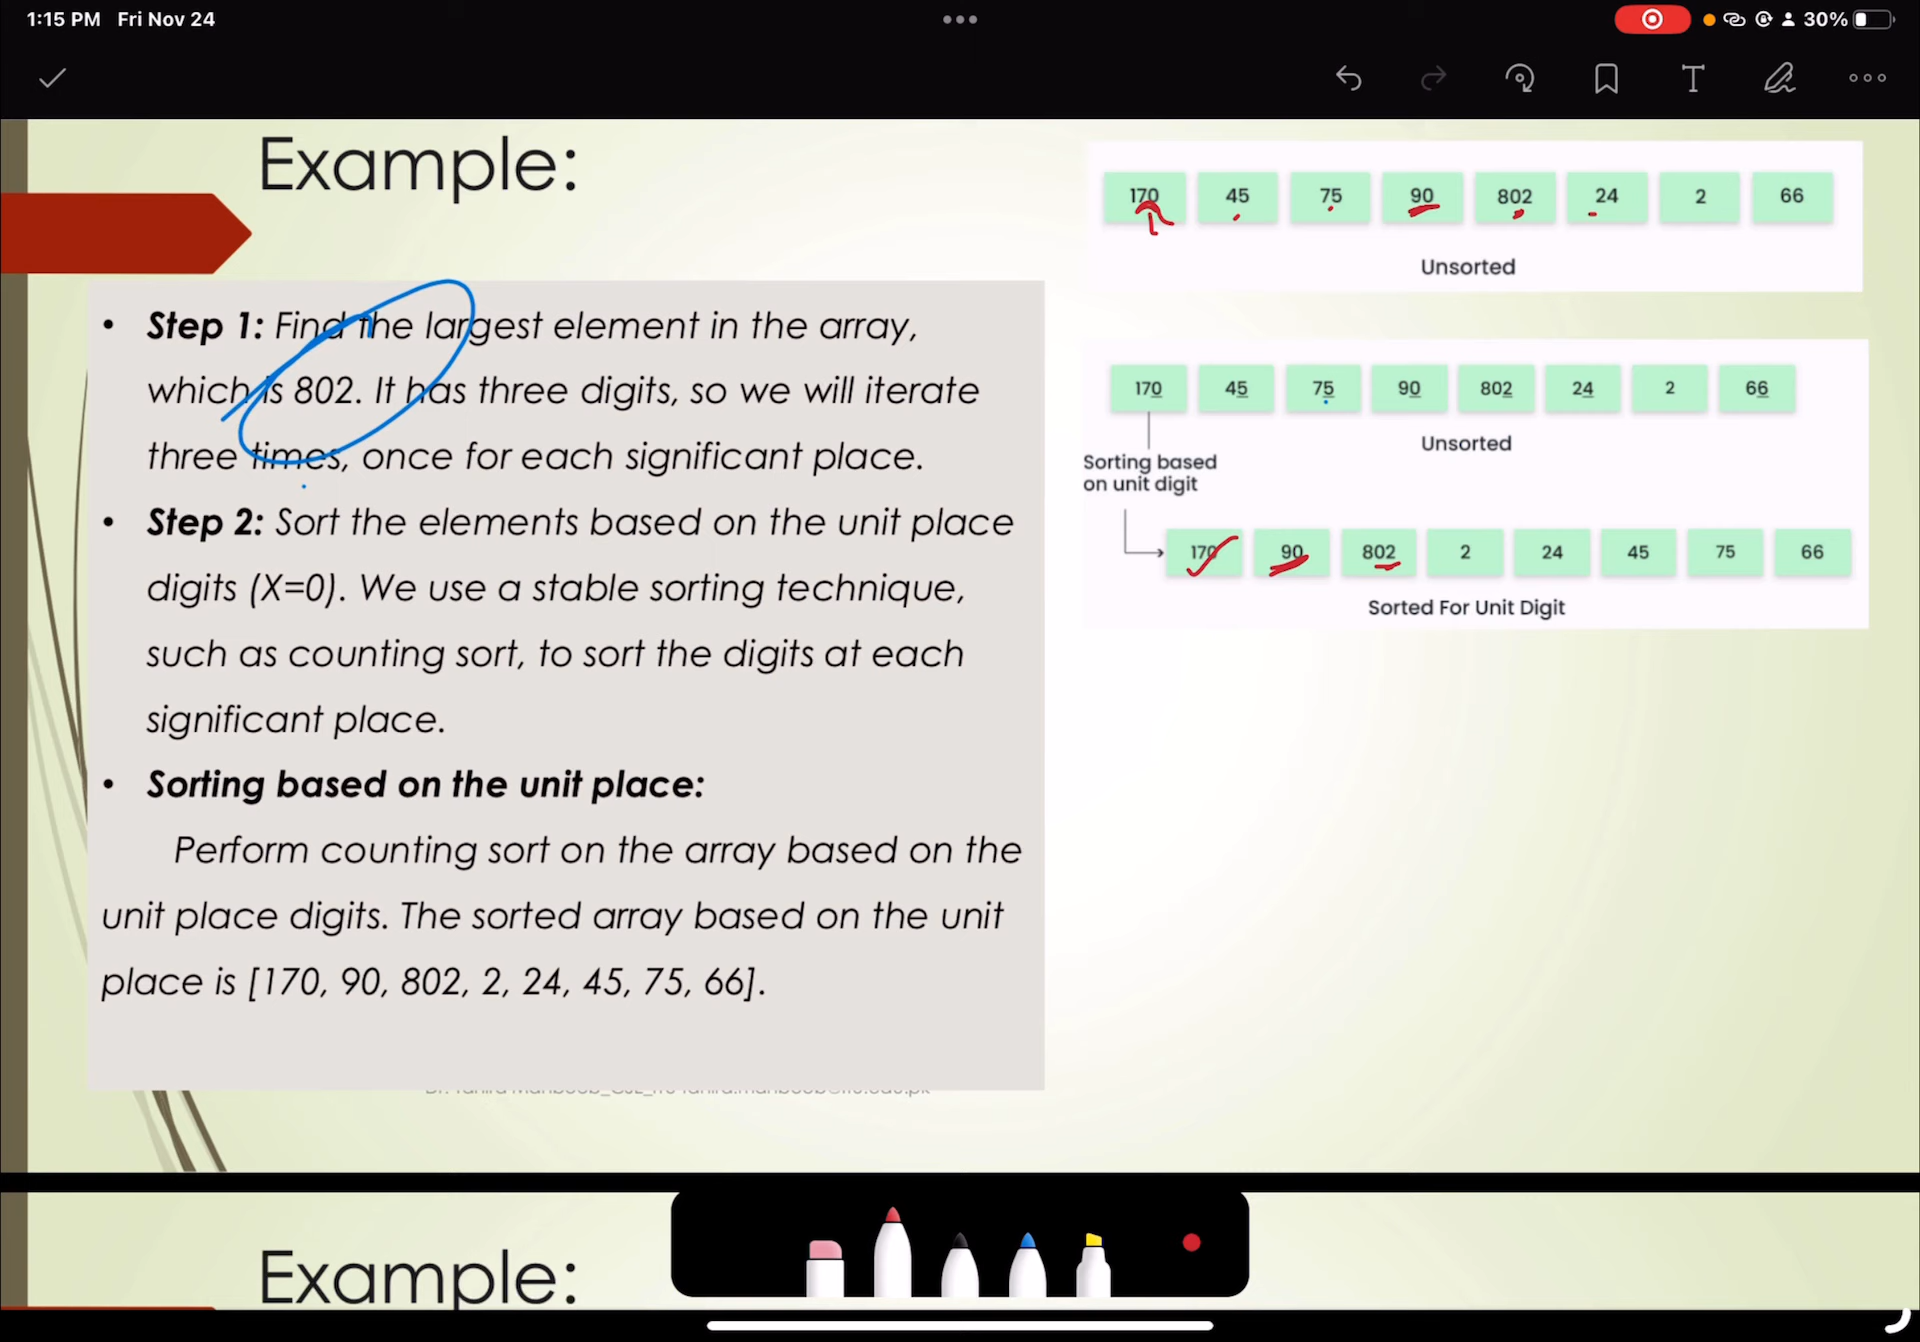 1:15 PM Fri Nov 24
30%
T
Example:
170 45 75 90 802 24 2 66
Unsorted
• Step 1: Find the largest element in the array,
which is 802. It has three digits, so we will iterate
three times, once for each significant place.
• Step 2: Sort the elements based on the unit place
digits (X=0). We use a stable sorting technique,
such as counting sort, to sort the digits at each
significant place.
• Sorting based on the unit place:
Perform counting sort on the array based on the
unit place digits. The sorted array based on the unit
place is [170, 90, 802, 2, 24, 45, 75, 66].
170 45 75 90 802 24 2 66
Unsorted
Sorting based
on unit digit
170 90 802 2 24 45 75 66
Sorted For Unit Digit
Example: